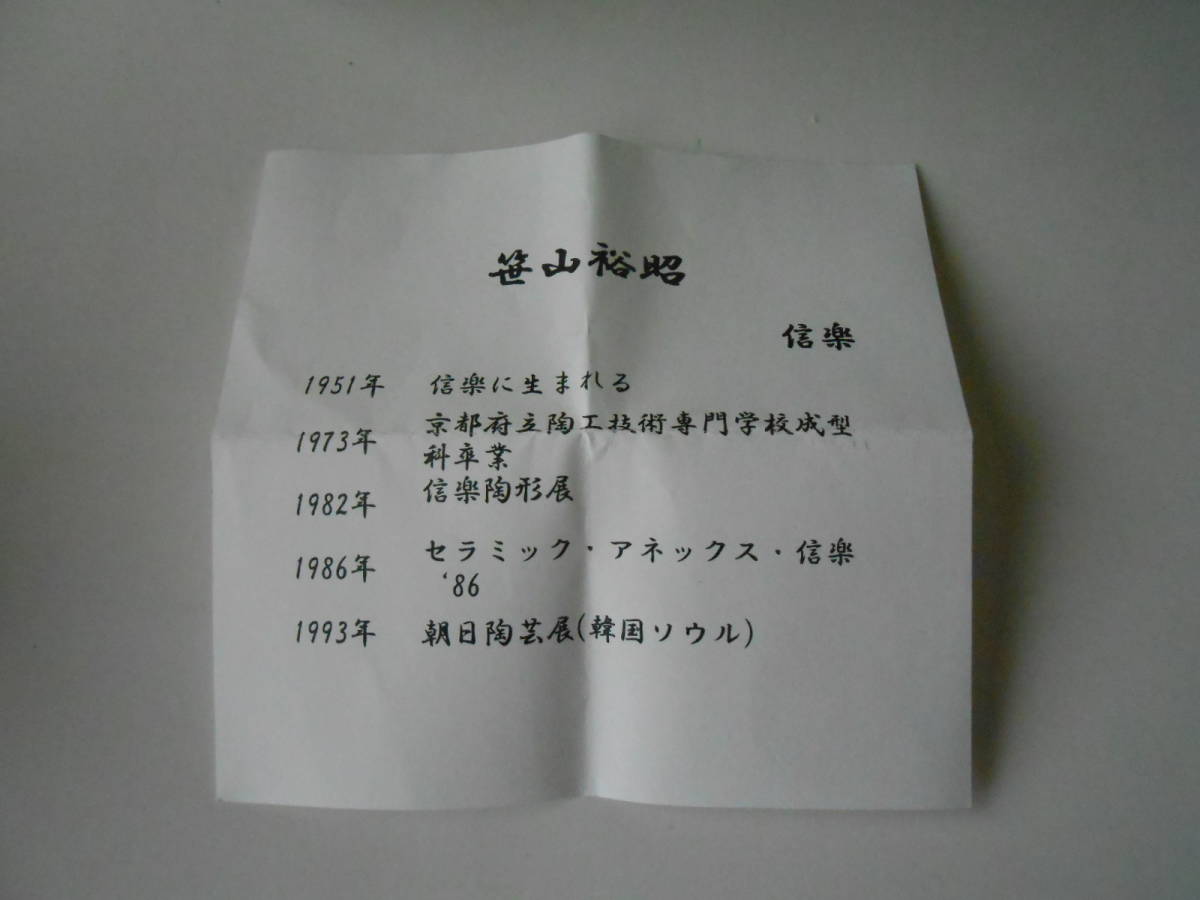 笹山裕昭
信楽
1951年 信楽に生まれる
1973年 京都府立陶工技術専門学校成型
科卒業
1982年 信楽陶形展
1986年 セラミック・アネックス・信楽
‘86
1993年 朝日陶芸展(韓国ソウル)